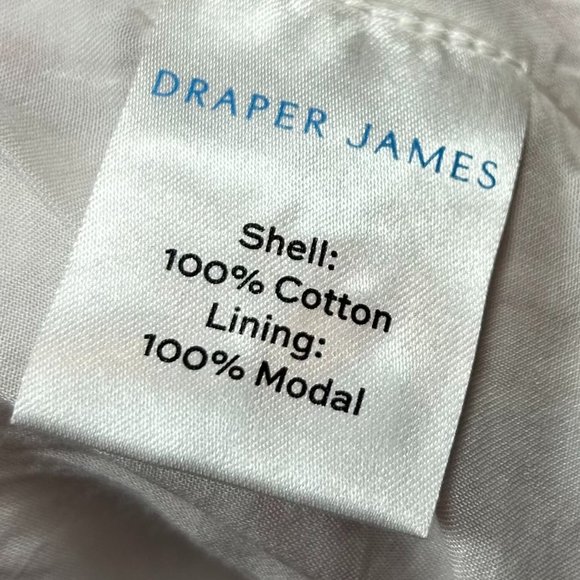 DRAPER JAMES
Shell:
100% Cotton
Lining:
100% Modal